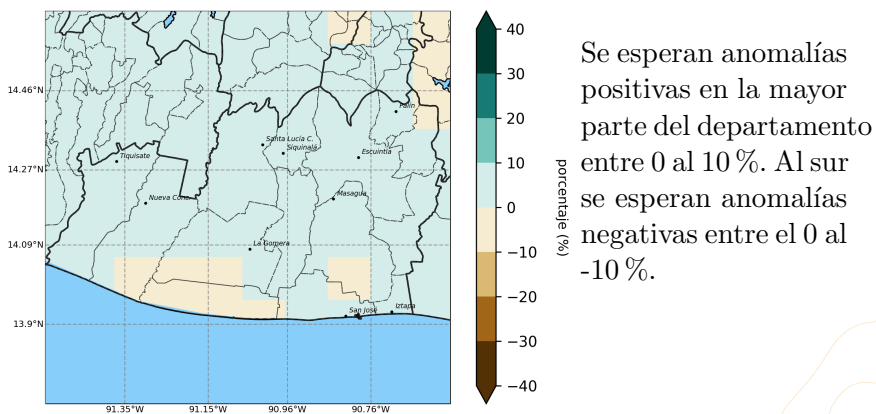 14.46°N
14.27°N
14.09°N
13.9°N
91.35°W 91.15°W 90.96°W 90.76°W
Palín
Santa Lucía C.
Siquinalá
Escuintla
Tiquisate
Nueva Conc.
Masagua
La Gomera
San José
Iztapa
40
30
20
10
0
−10
−20
−30
−40
porcentaje (%)
Se esperan anomalías
positivas en la mayor
parte del departamento
entre 0 al 10 %. Al sur
se esperan anomalías
negativas entre el 0 al
-10 %.